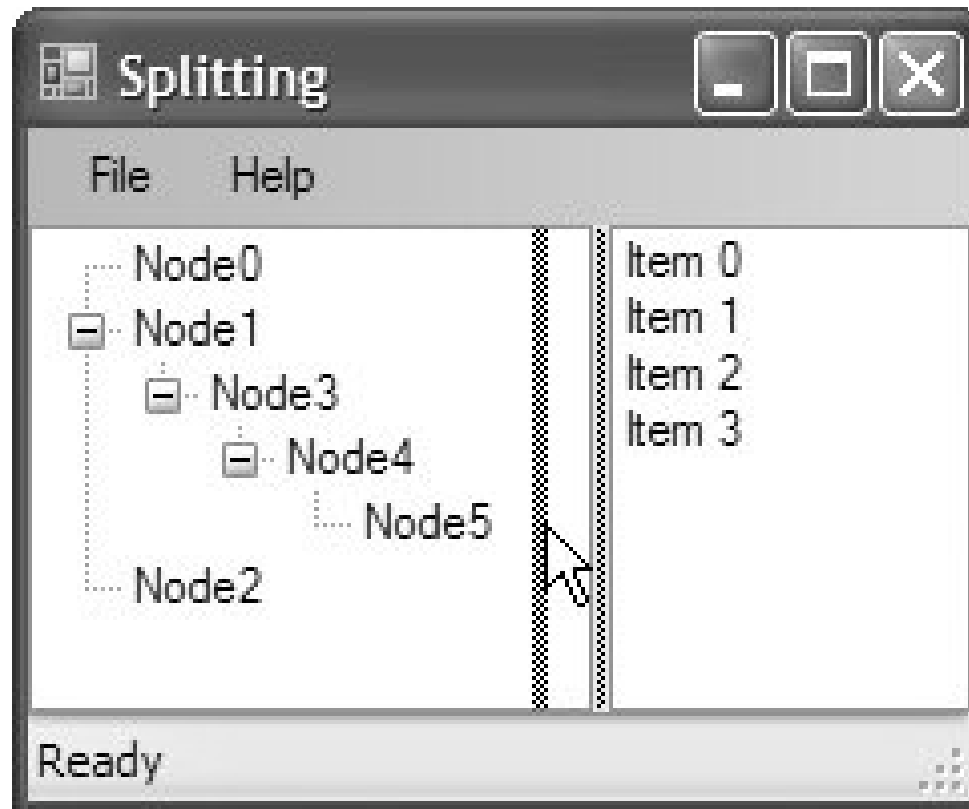 Splitting
File Help
Node0
Node1
Node3
Node4
Node5
Node2
Item 0
Item 1
Item 2
Item 3
Ready